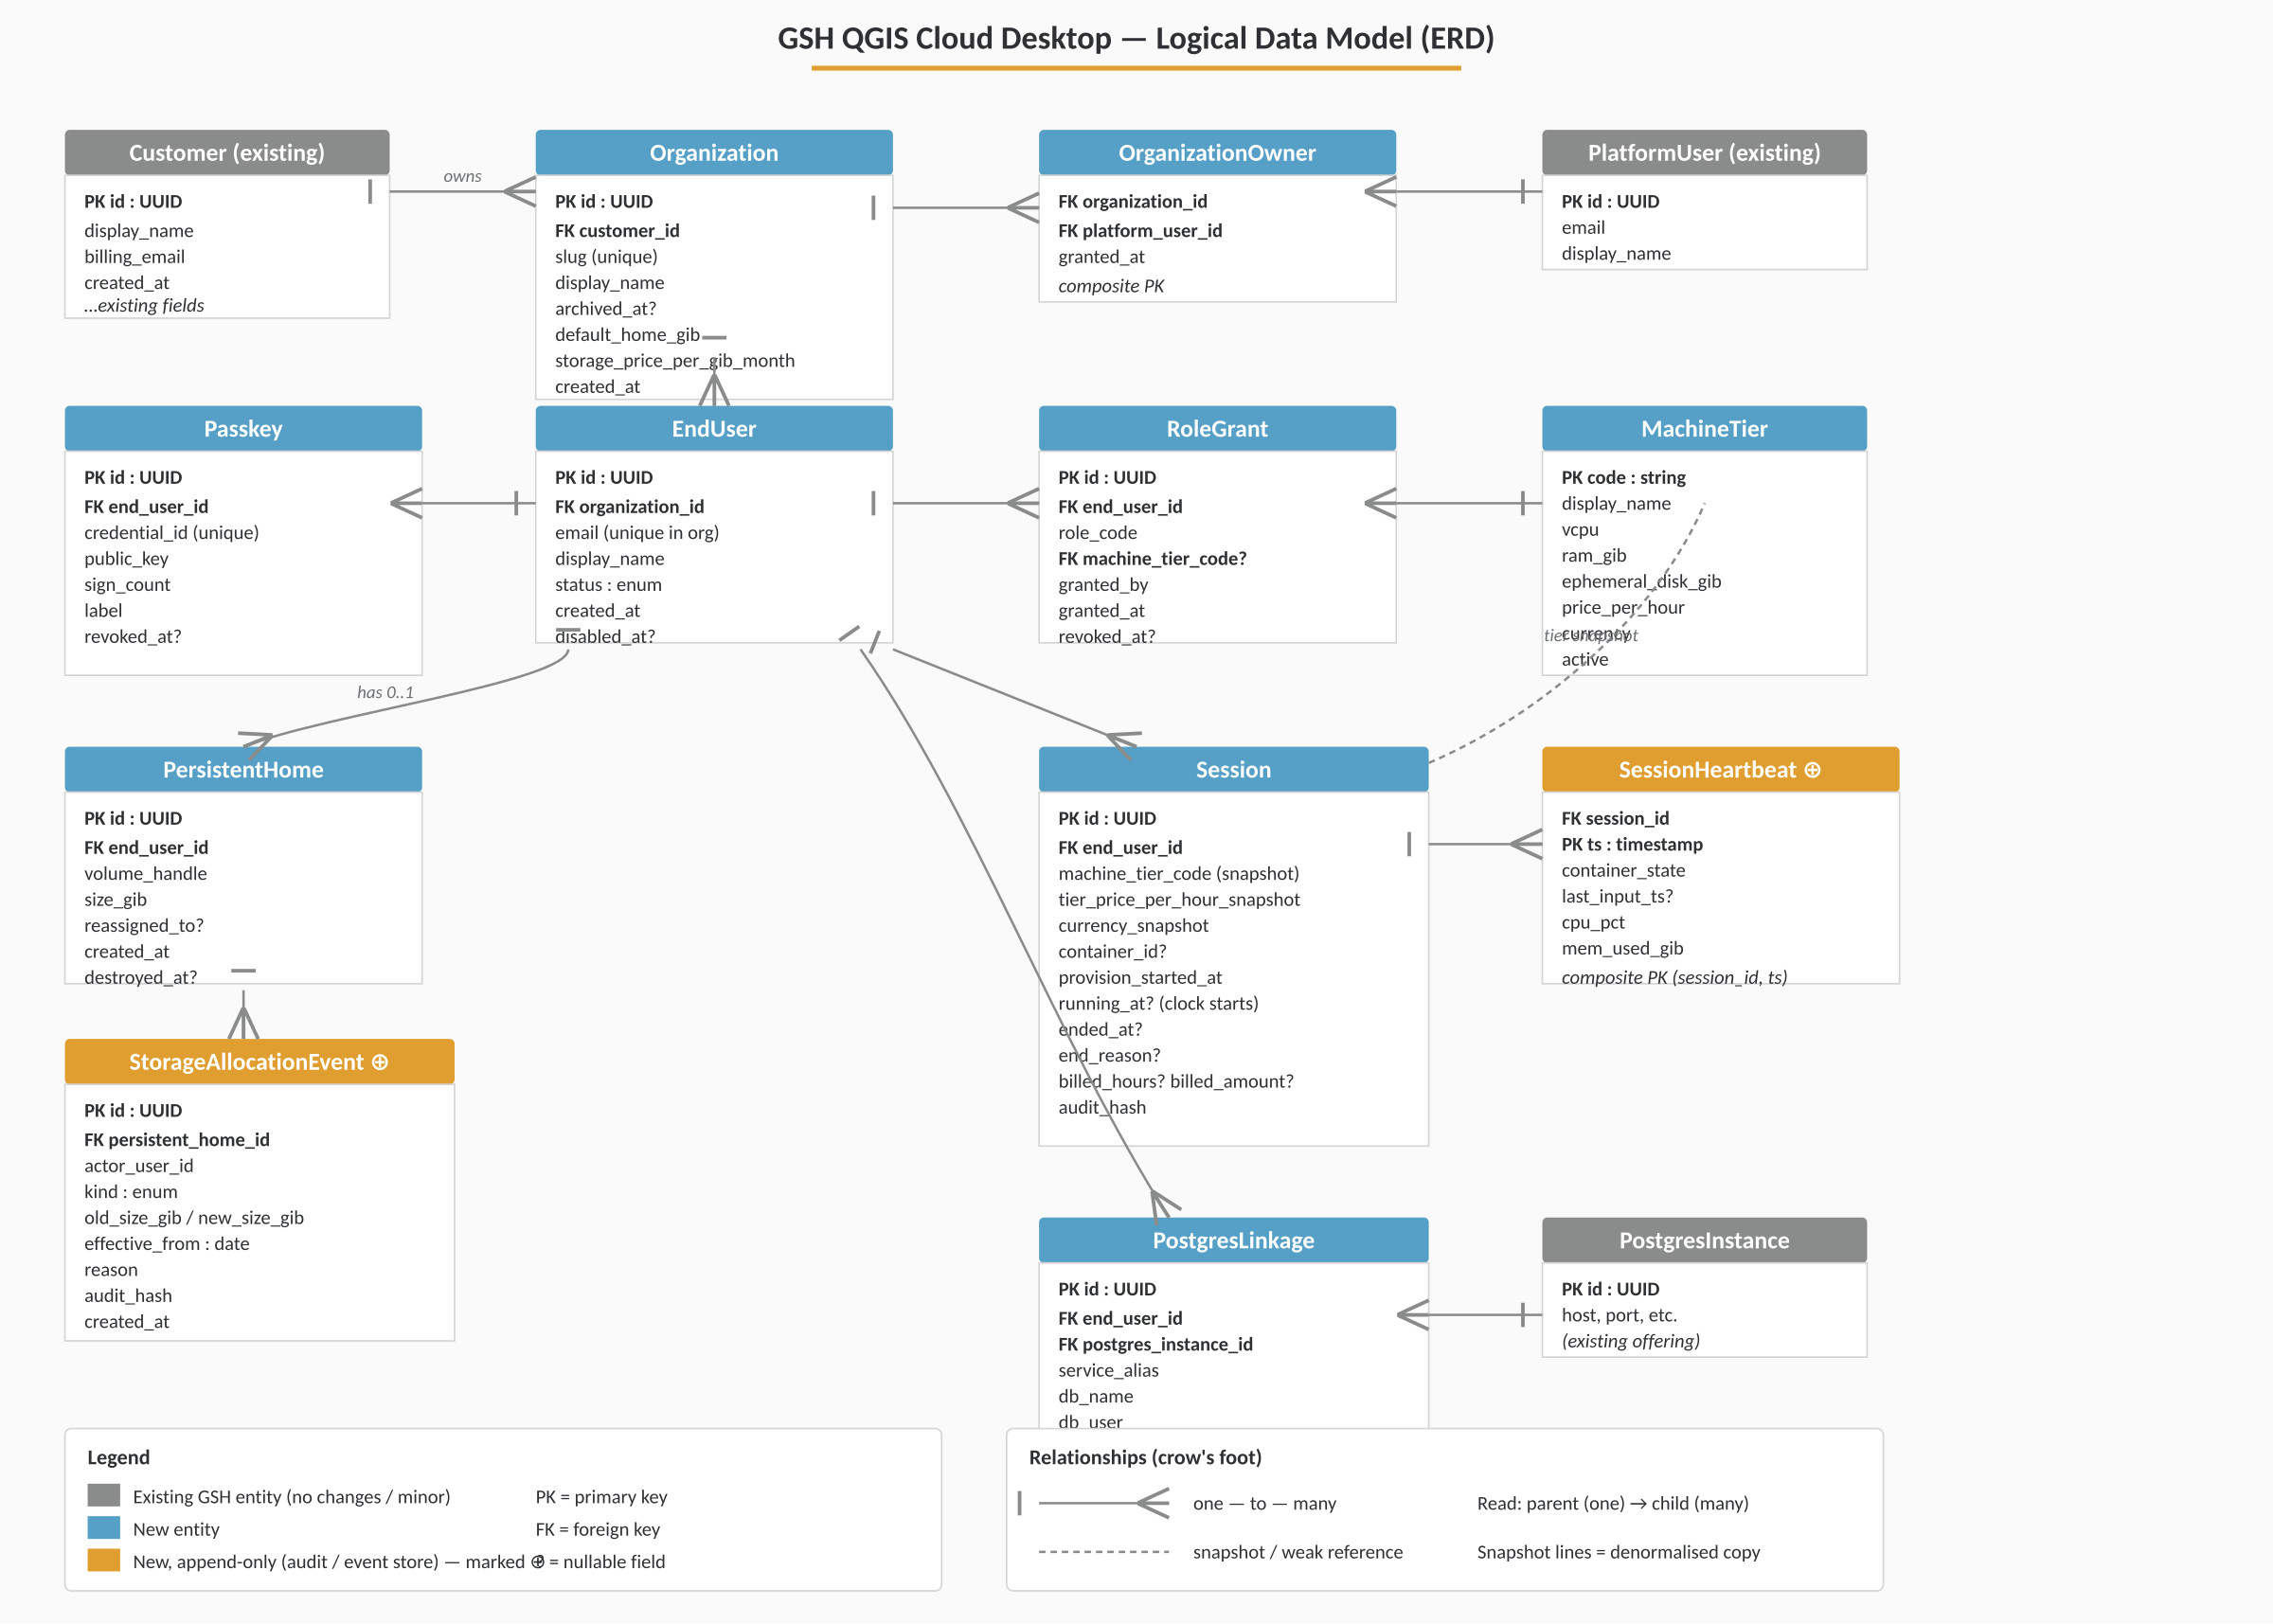 GSH QGIS Cloud Desktop — Logical Data Model (ERD)
Customer (existing)
PK id : UUID
display_name
billing_email
created_at
...existing fields
owns
Organization
PK id : UUID
FK customer_id
slug (unique)
display_name
archived_at?
default_home_gib
storage_price_per_gib_month
created_at
OrganizationOwner
FK organization_id
FK platform_user_id
granted_at
composite PK
PlatformUser (existing)
PK id : UUID
email
display_name
Passkey
PK id : UUID
FK end_user_id
credential_id (unique)
public_key
sign_count
label
revoked_at?
EndUser
PK id : UUID
FK organization_id
email (unique in org)
display_name
status : enum
created_at
disabled_at?
RoleGrant
PK id : UUID
FK end_user_id
role_code
FK machine_tier_code?
granted_by
granted_at
revoked_at?
MachineTier
PK code : string
display_name
vcpu
ram_gib
ephemeral_disk_gib
price_per_hour
currency
tier snapshot
active
has 0..1
PersistentHome
PK id : UUID
FK end_user_id
volume_handle
size_gib
reassigned_to?
created_at
destroyed_at?
Session
PK id : UUID
FK end_user_id
machine_tier_code (snapshot)
tier_price_per_hour_snapshot
currency_snapshot
container_id?
provision_started_at
running_at? (clock starts)
ended_at?
end_reason?
billed_hours? billed_amount?
audit_hash
SessionHeartbeat ⊕
FK session_id
PK ts : timestamp
container_state
last_input_ts?
cpu_pct
mem_used_gib
composite PK (session_id, ts)
StorageAllocationEvent ⊕
PK id : UUID
FK persistent_home_id
actor_user_id
kind : enum
old_size_gib / new_size_gib
effective_from : date
reason
audit_hash
created_at
PostgresLinkage
PK id : UUID
FK end_user_id
FK postgres_instance_id
service_alias
db_name
db_user
PostgresInstance
PK id : UUID
host, port, etc.
(existing offering)
Legend
Existing GSH entity (no changes / minor)
PK = primary key
New entity
FK = foreign key
New, append-only (audit / event store) — marked ⊕
? = nullable field
Relationships (crow's foot)
one — to — many
Read: parent (one) → child (many)
snapshot / weak reference
Snapshot lines = denormalised copy